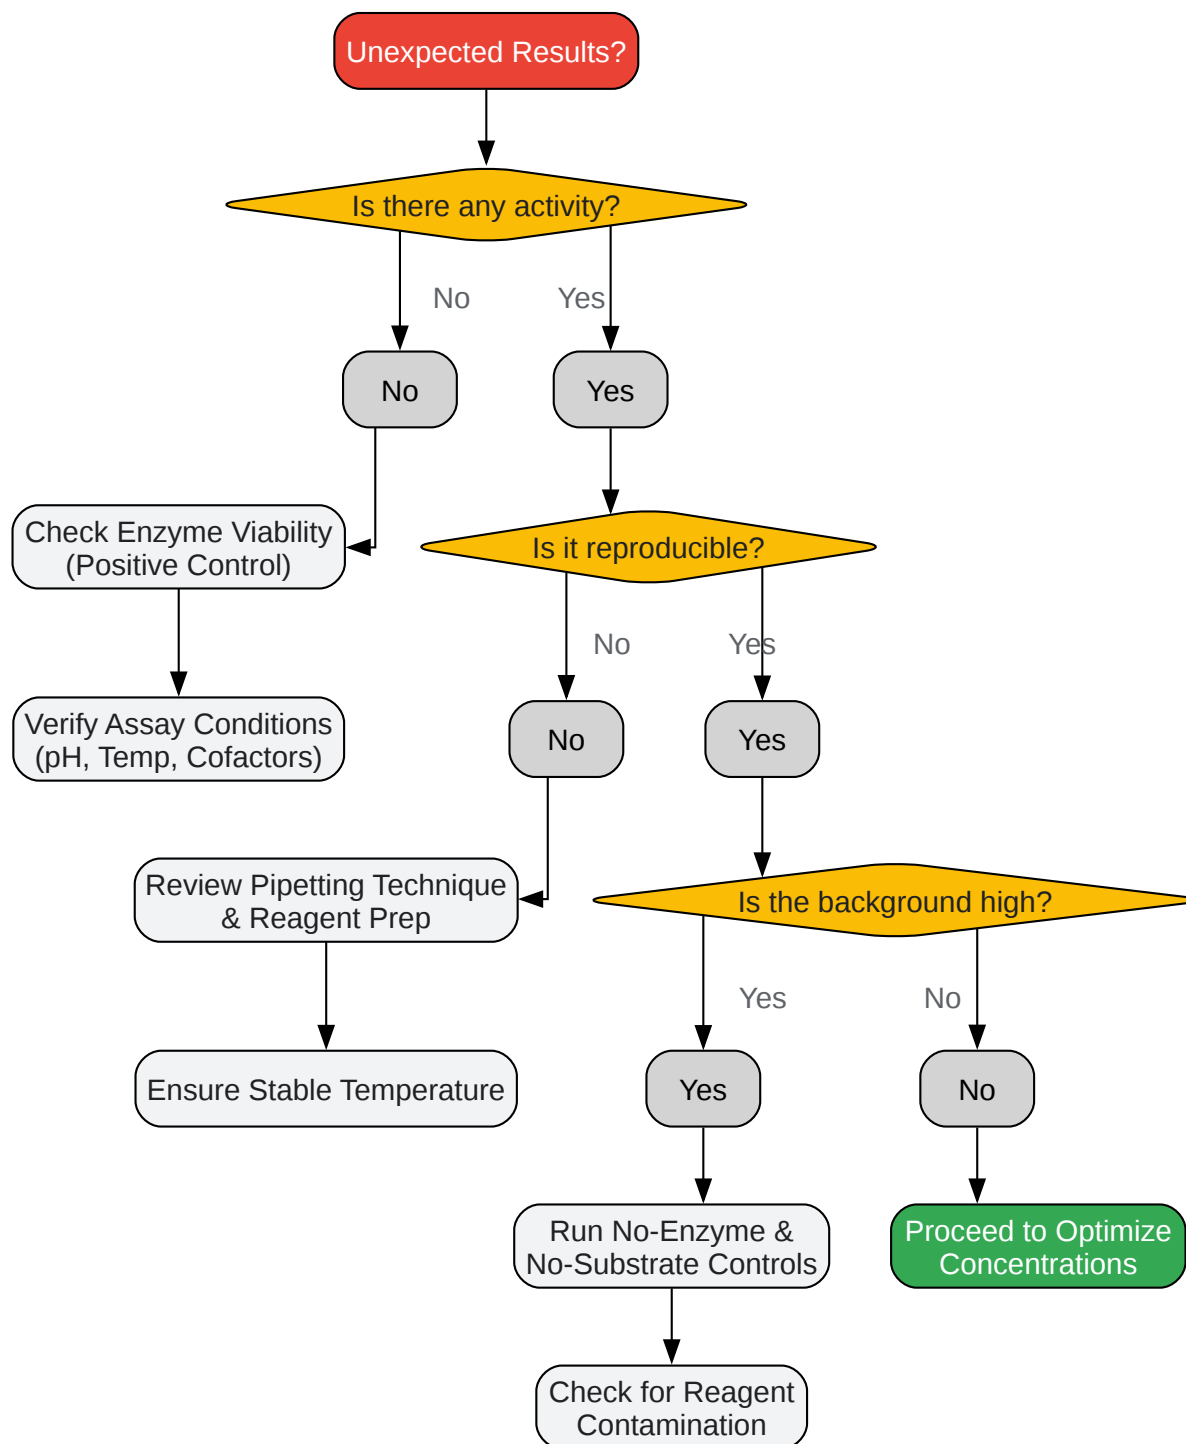 Unexpected Results?
Is there any activity?
No
Yes
No
Yes
Check Enzyme Viability
(Positive Control)
Is it reproducible?
No
Yes
Verify Assay Conditions
(pH, Temp, Cofactors)
No
Yes
Review Pipetting Technique
& Reagent Prep
Is the background high?
Yes
No
Ensure Stable Temperature
Yes
No
Run No-Enzyme &
No-Substrate Controls
Proceed to Optimize
Concentrations
Check for Reagent
Contamination